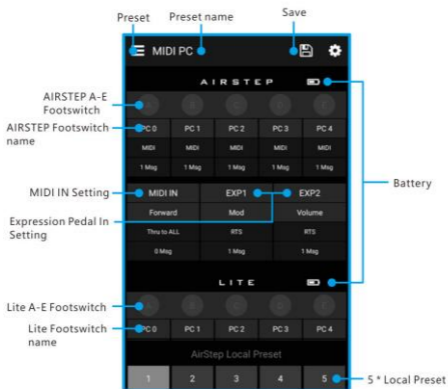 Preset
Preset name
Save
MIDI PC
AIRSTEP
AIRSTEP A-E
Footswitch
A B C D E
AIRSTEP Footswitch
name
PC 0 PC 1 PC 2 PC 3 PC 4
MIDI MIDI MIDI MIDI MIDI
1 Msg 1 Msg 1 Msg 1 Msg 1 Msg
Battery
MIDI IN Setting
MIDI IN EXP1 EXP2
Expression Pedal In
Setting
Forward Mod Volume
Thru to ALL RTS RTS
0 Msg 1 Msg 1 Msg
LITE
Lite A-E Footswitch
A B C D E
Lite Footswitch
name
PC 0 PC 1 PC 2 PC 3 PC 4
AirStep Local Preset
1 2 3 4 5
5 * Local Preset